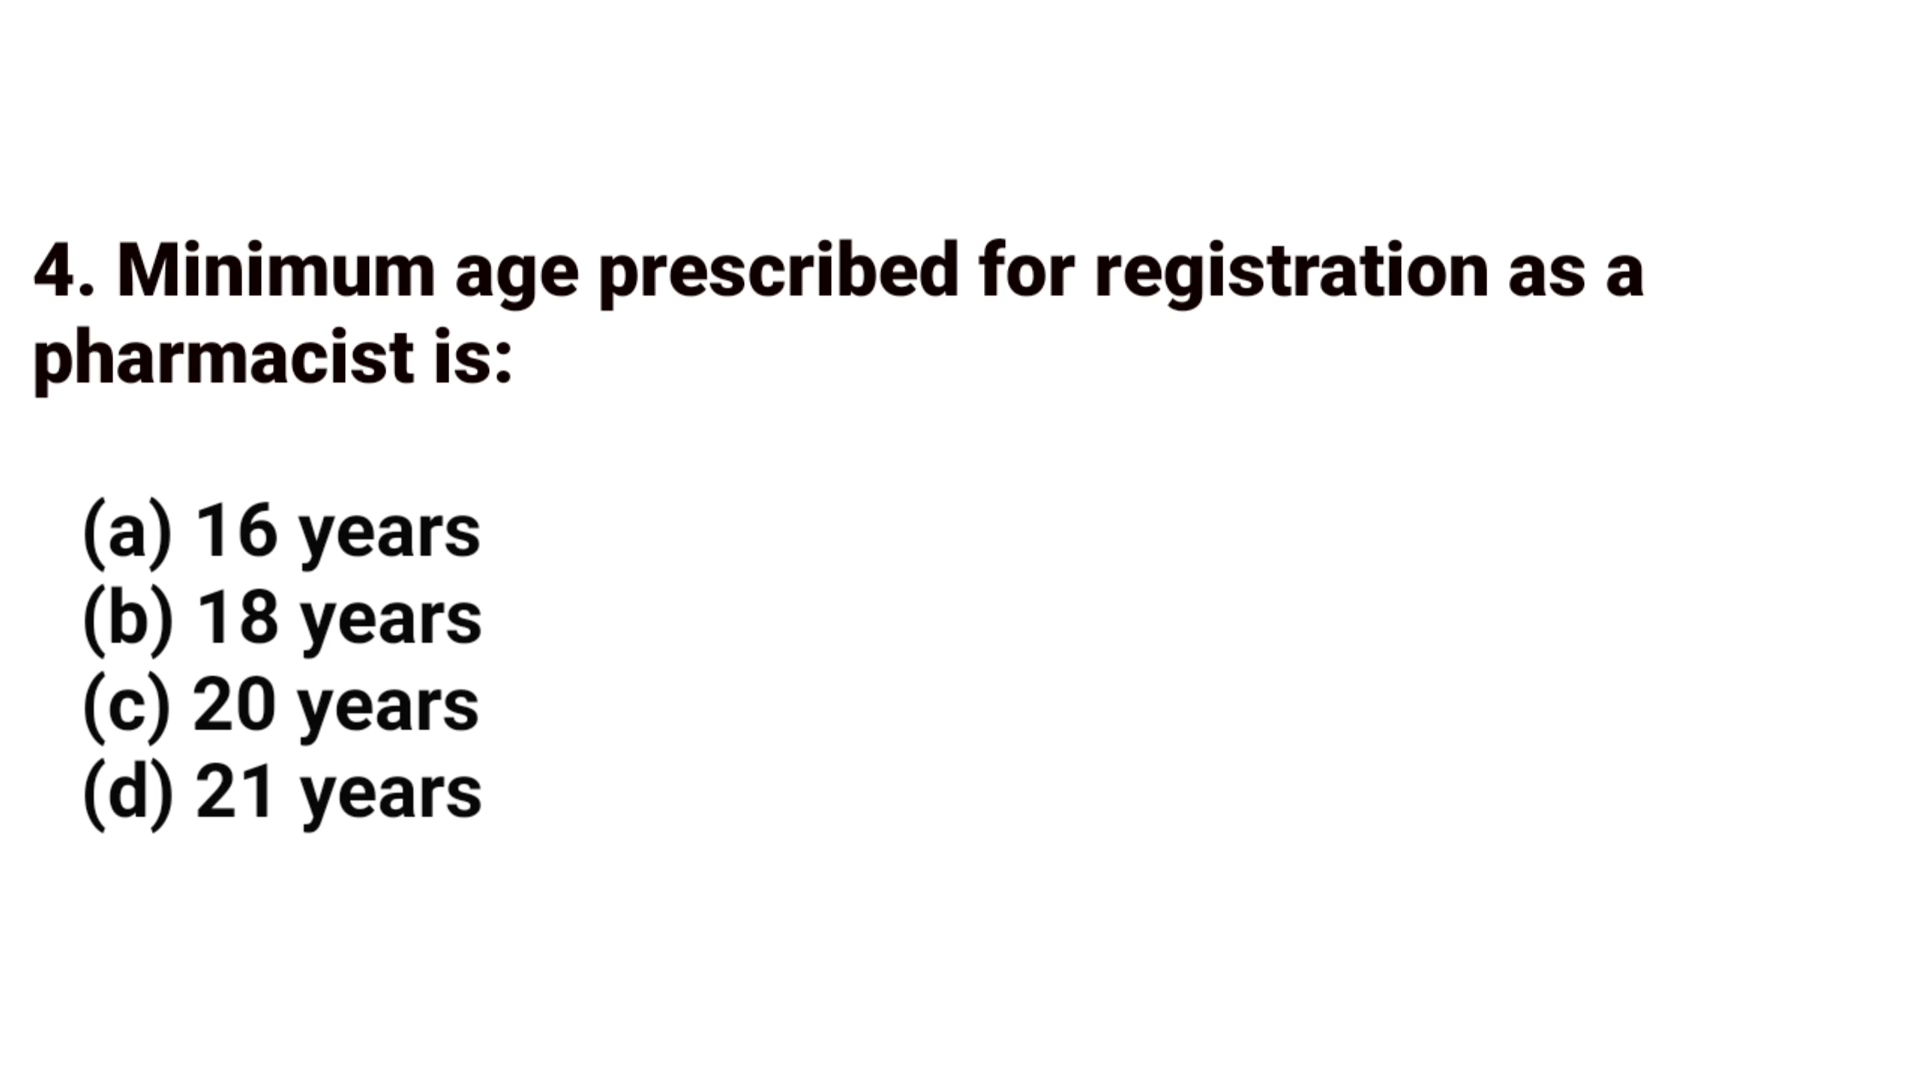 4. Minimum age prescribed for registration as a
pharmacist is:
(a) 16 years
(b) 18 years
(c) 20 years
(d) 21 years